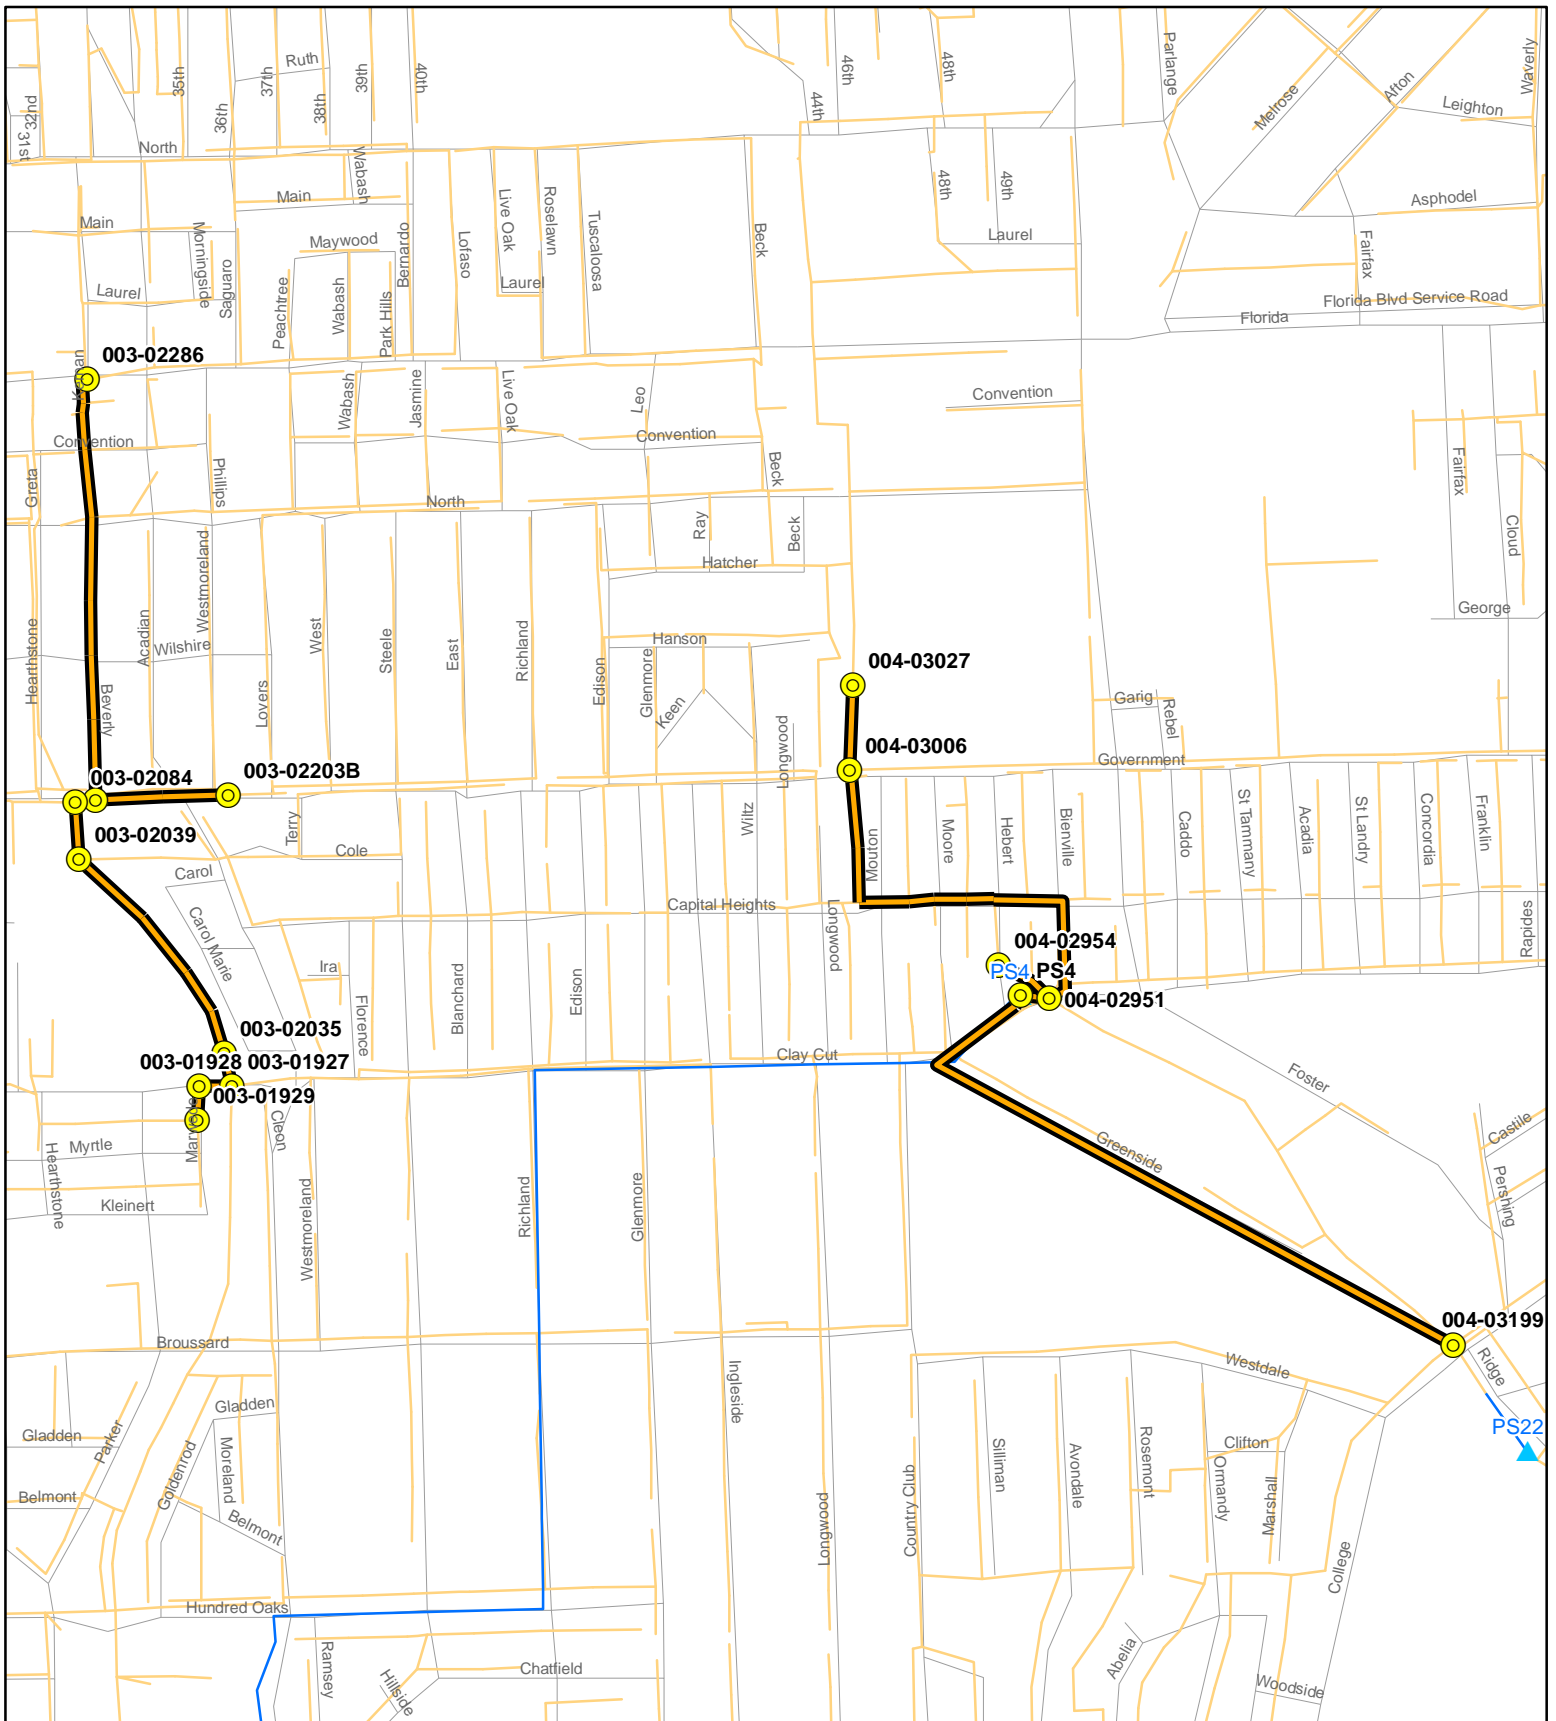 Ruth
35th
37th
39th
40th
38th
36th
32nd
31st
46th
48th
44th
Parlange
Melrose
Afton
Waverly
Leighton
North
Wabash
Main
Main
Morningside
Sagnaro
Maywood
Bernardo
Lofaso
Live Oak
Roselawn
Tuscaloosa
Laurel
Beck
48th
49th
Laurel
Asphodel
Fairfax
Florida Blvd Service Road
Florida
Laurel
Peachtree
Wabash
Park Hills
003-02286
Convention
Greta
Phillips
Wabash
Jasmine
Live Oak
Leo
Convention
Beck
Convention
Fairfax
Cloud
North
Ray
Beck
Hatcher
George
Hearthstone
Acadian
Wilshire
Westmoreland
Beverly
Lovers
West
Steele
East
Richland
Edison
Hanson
Glenmore
Keen
Longwood
004-03027
004-03006
Garig
Rebel
Government
003-02084
003-02203B
003-02039
Terry
Cole
Carol
Carol Marie
Wiltz
Mouton
Moore
Hebert
Bienville
Caddo
St Tammany
Acadia
St Landry
Concordia
Franklin
Rapides
Capital Heights
Longwood
Ira
Florence
Blanchard
Edison
004-02954
PS4
PS4
004-02951
003-02035
003-01928
003-01927
003-01929
Clay Cut
Foster
Greenside
Castile
Pershing
Marydale
Myrtle
Hearthstone
Kleinert
Cleon
Westmoreland
Richland
Glenmore
Broussard
004-03199
Ridge
PS22
Westdale
Ingleside
Gladden
Gladden
Parker
Goldenrod
Moreland
Belmont
Belmont
Longwood
Country Club
Silliman
Avondale
Rosemont
Clifton
Ormandy
Marshall
College
Hundred Oaks
Ramsey
Hillside
Chatfield
Abelia
Woodside